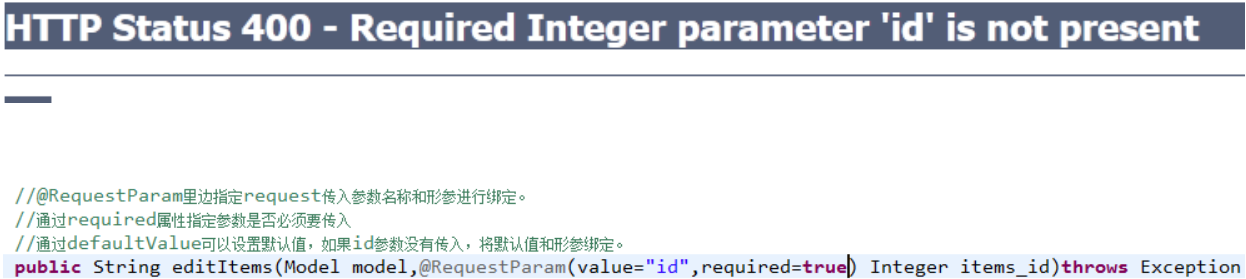 HTTP Status 400 - Required Integer parameter 'id' is not present
//@RequestParam里边指定request传入参数名称和形参进行绑定。
//通过required属性指定参数是否必须要传入
//通过defaultValue可以设置默认值，如果id参数没有传入，将默认值和形参绑定。
public String editItems(Model model,@RequestParam(value="id",required=true) Integer items_id)throws Exception